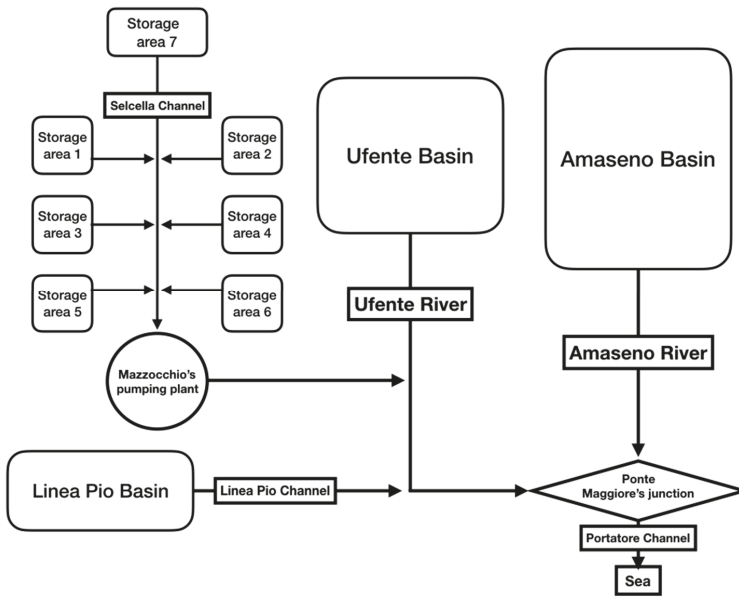 Storage
area 7
Selcella Channel
Storage
area 1
Storage
area 2
Storage
area 3
Storage
area 4
Storage
area 5
Storage
area 6
Mazzocchio's
pumping plant
Ufente Basin
Ufente River
Amaseno Basin
Amaseno River
Linea Pio Basin
Linea Pio Channel
Ponte
Maggiore's junction
Portatore Channel
Sea